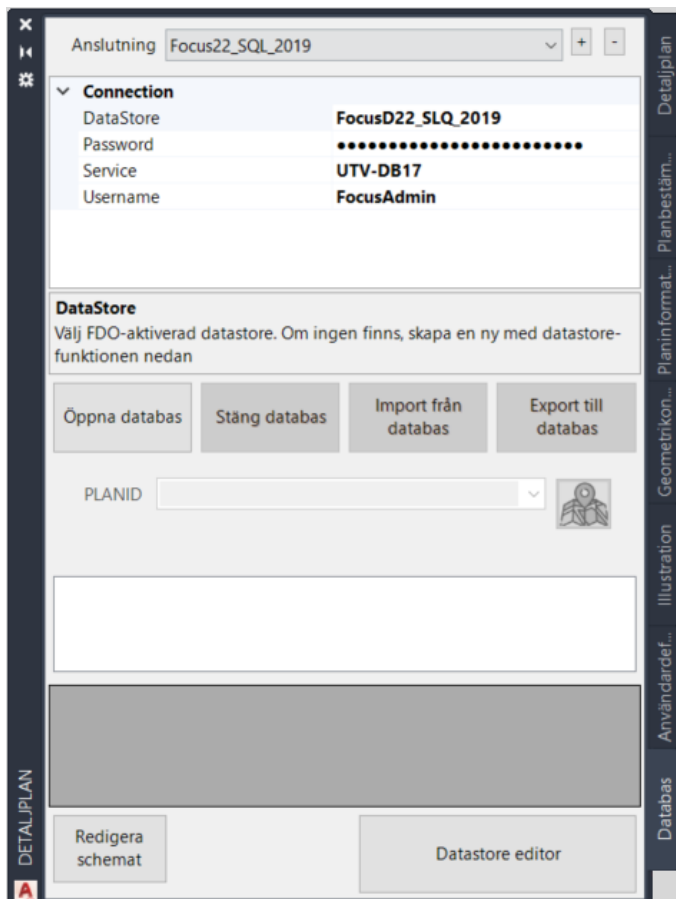 Anslutning Focus22_SQL_2019 + -
Connection
DataStore FocusD22_SLQ_2019
Password ●●●●●●●●●●●●●●●●●●●●●●●●
Service UTV-DB17
Username FocusAdmin
DataStore
Välj FDO-aktiverad datastore. Om ingen finns, skapa en ny med datastore-
funktionen nedan
Öppna databas
Stäng databas
Import från
databas
Export till
databas
PLANID
Redigera
schemat
Datastore editor
DETALJPLAN
A
Detaljplan
Planbestäm...
Planinformat...
Geometrikon...
Illustration
Användardef...
Databas